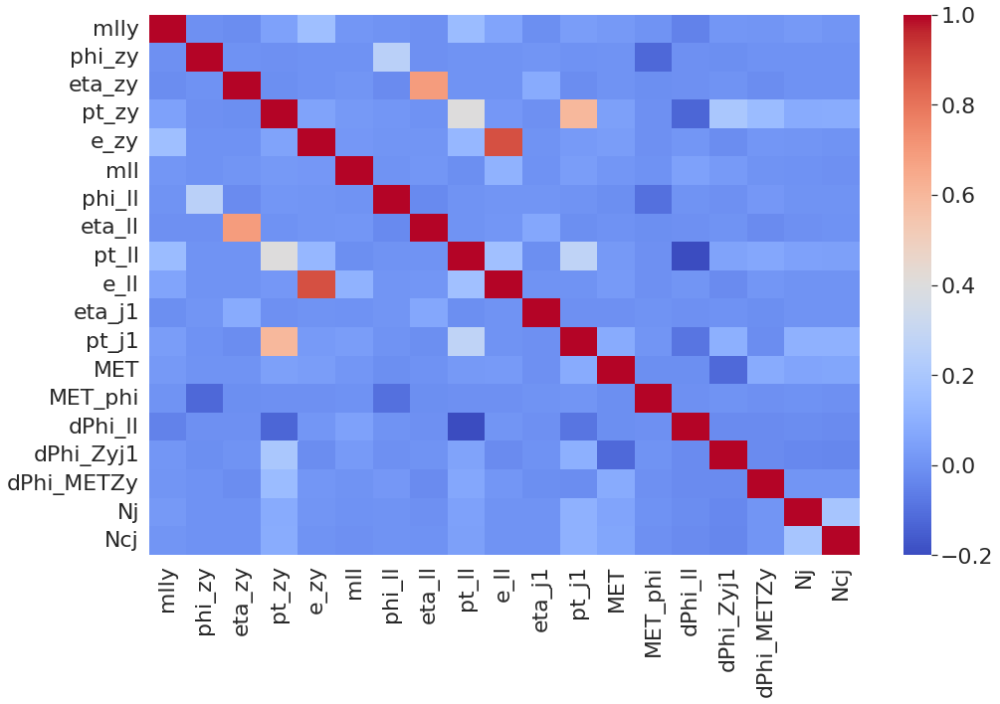 mlly
phi_zy
eta_zy
pt_zy
e_zy
mll
phi_ll
eta_ll
pt_ll
e_ll
eta_j1
pt_j1
MET
MET_phi
dPhi_ll
dPhi_Zyj1
dPhi_METZy
Nj
Ncj
mlly
phi_zy
eta_zy
pt_zy
e_zy
mll
phi_ll
eta_ll
pt_ll
e_ll
eta_j1
pt_j1
MET
MET_phi
dPhi_ll
dPhi_Zyj1
dPhi_METZy
Nj
Ncj
1.0
0.8
0.6
0.4
0.2
0.0
−0.2